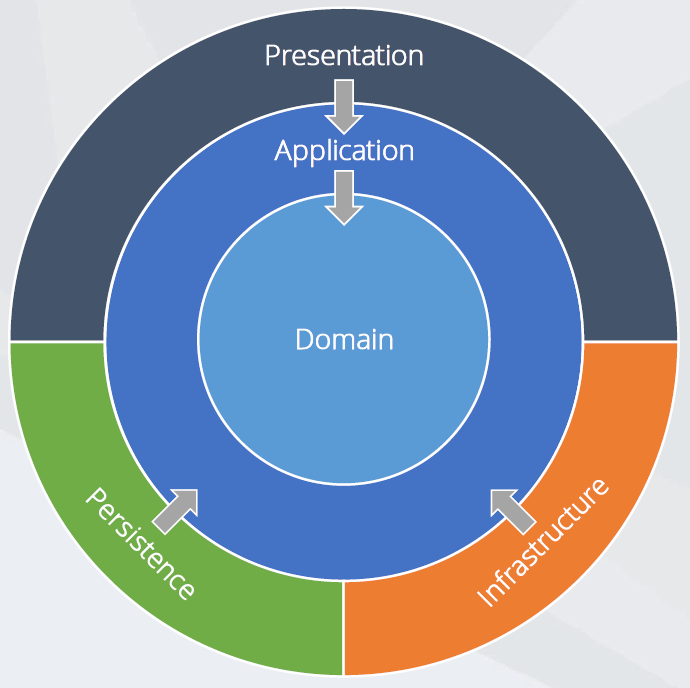 Presentation
Application
Domain
Persistence
Infrastructure